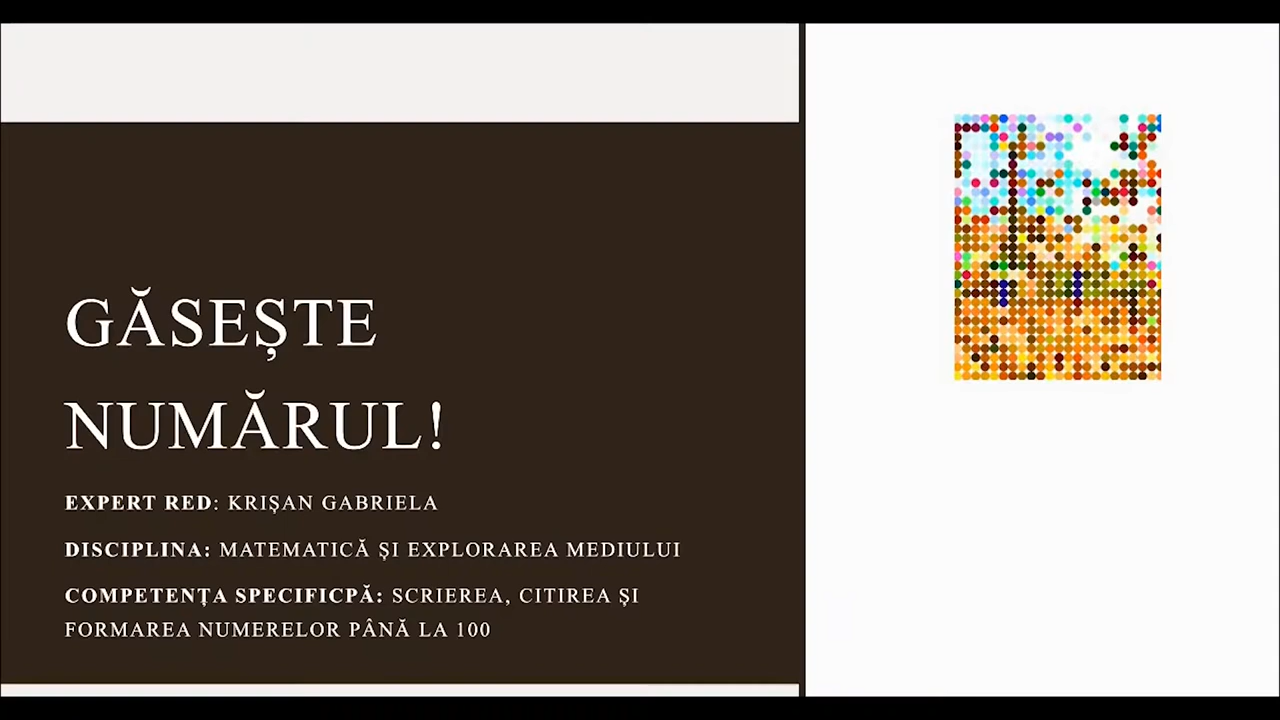 GĂSEȘTE
NUMĂRUL!
EXPERT RED: KRIȘAN GABRIELA
DISCIPLINA: MATEMATICĂ ȘI EXPLORAREA MEDIULUI
COMPETENȚA SPECIFICPĂ: SCRIEREA, CITIREA ȘI
FORMAREA NUMERELOR PÂNĂ LA 100